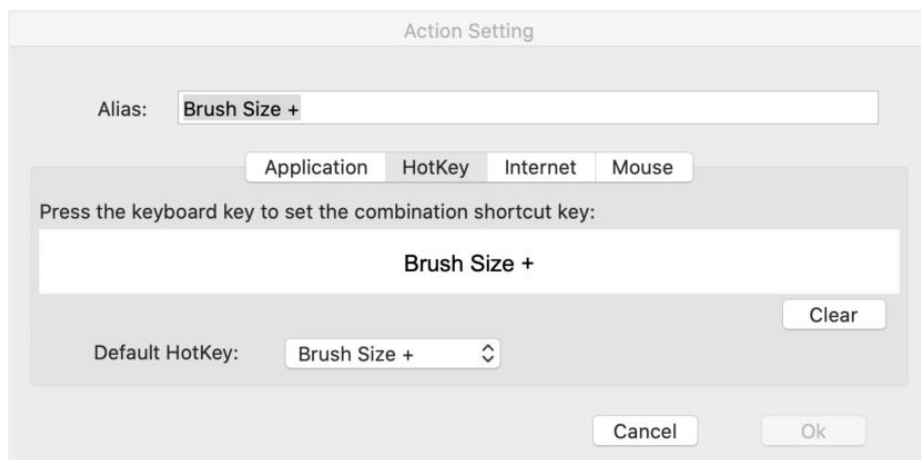 Action Setting
Alias: Brush Size +
Application HotKey Internet Mouse
Press the keyboard key to set the combination shortcut key:
Brush Size +
Clear
Default HotKey: Brush Size +
Cancel Ok